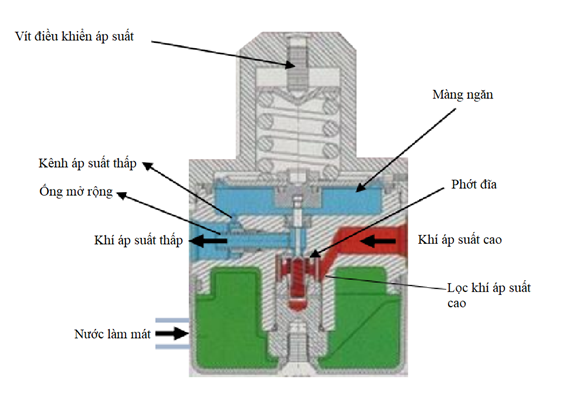 Vít điều khiển áp suất
Màng ngăn
Kênh áp suất thấp
Ống mở rộng
Phớt đĩa
Khí áp suất thấp
Khí áp suất cao
Lọc khí áp suất
cao
Nước làm mát